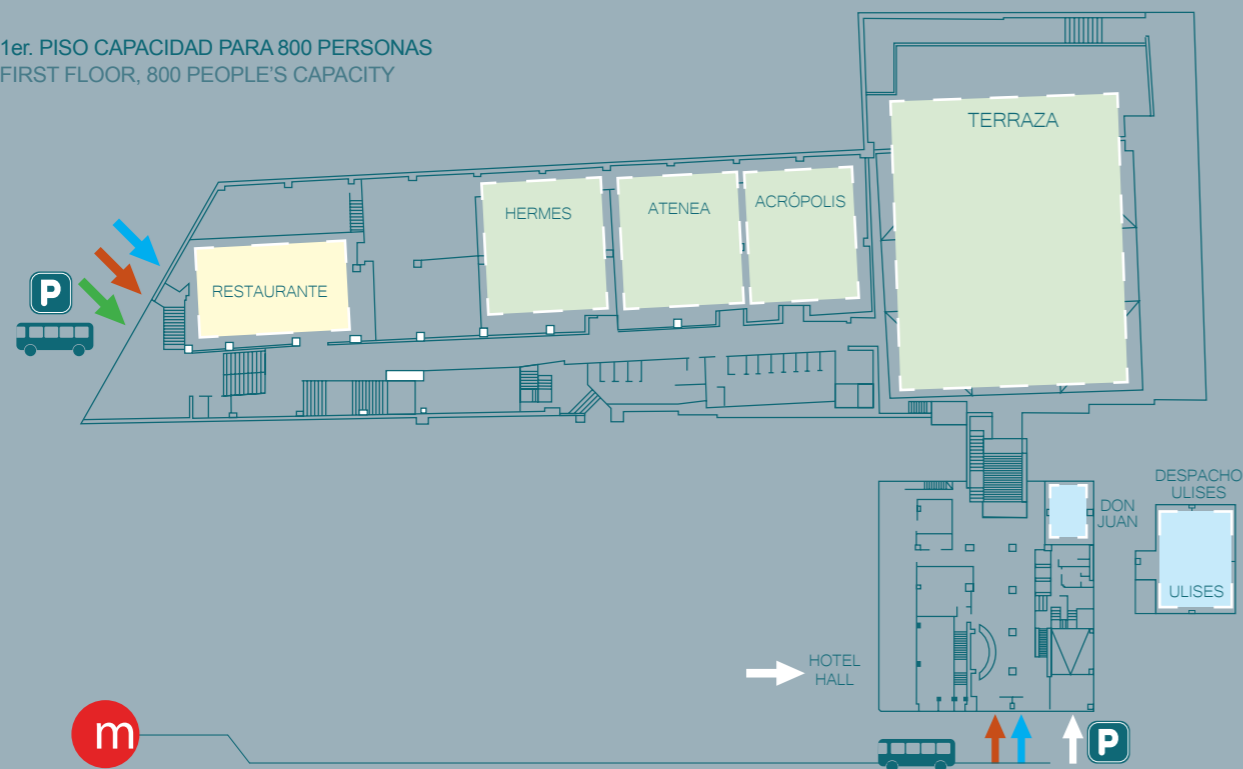 1er. PISO CAPACIDAD PARA 800 PERSONAS
FIRST FLOOR, 800 PEOPLE'S CAPACITY
TERRAZA
HERMES
ATENEA
ACRÓPOLIS
RESTAURANTE
P
DESPACHO
ULISES
DON
JUAN
ULISES
HOTEL
HALL
m
P